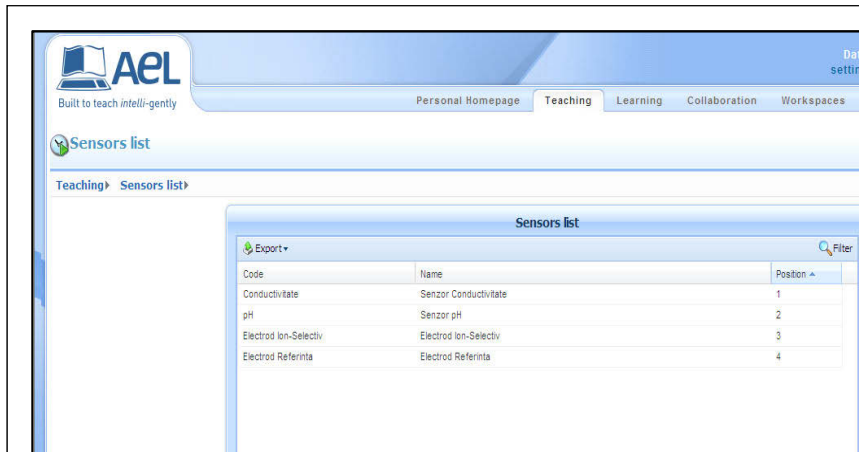 Dat
settin
AeL
Built to teach intelli-gently
Personal Homepage Teaching Learning Collaboration Workspaces
Sensors list
Teaching Sensors list
Sensors list
Export Filter
Code Name Position
Conductivitate Senzor Conductivitate 1
pH Senzor pH 2
Electrod Ion-Selectiv Electrod Ion-Selectiv 3
Electrod Referinta Electrod Referinta 4